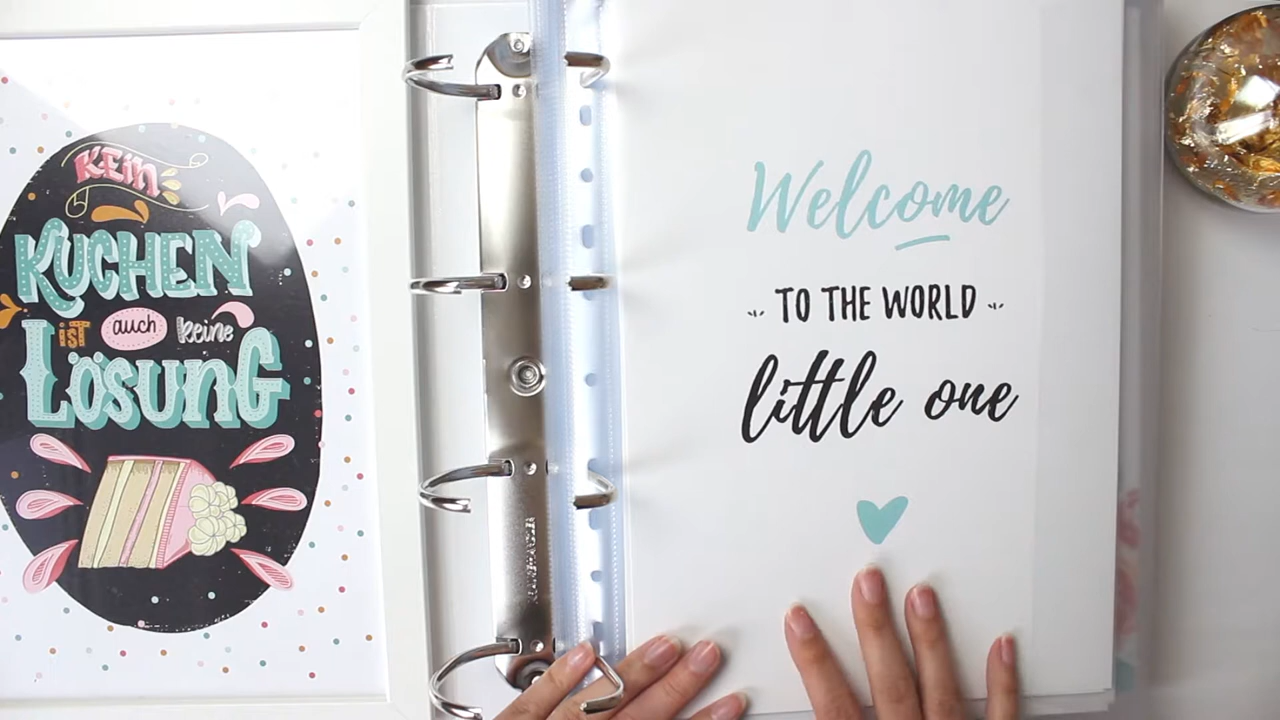 KEIN
KUCHEN
iST auch keine
LÖSUNG
Welcome
TO THE WORLD
little one